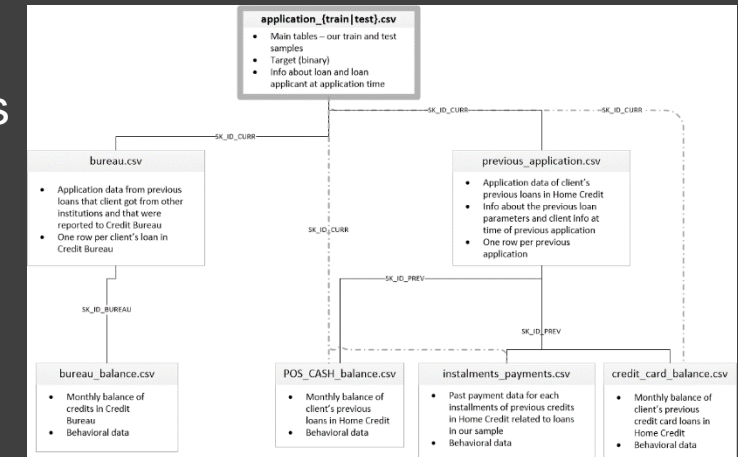 application_{train|test}.csv
• Main tables – our train and test
samples
• Target (binary)
• Info about loan and loan
applicant at application time
s
SK_ID_CURR
SK_ID_CURR
SK_ID_CURR
bureau.csv
• Application data from previous
loans that client got from other
institutions and that were
reported to Credit Bureau
• One row per client's loan in
Credit Bureau
previous_application.csv
• Application data of client's
previous loans in Home Credit
• Info about the previous loan
parameters and client info at
time of previous application
• One row per previous
application
SK_ID_CURR
SK_ID_PREV
SK_ID_BUREAU
SK_ID_PREV
bureau_balance.csv
• Monthly balance of
credits in Credit
Bureau
• Behavioral data
POS_CASH_balance.csv
• Monthly balance of
client's previous
loans in Home Credit
• Behavioral data
instalments_payments.csv
• Past payment data for each
installments of previous credits
in Home Credit related to loans
in our sample
• Behavioral data
credit_card_balance.csv
• Monthly balance of
client's previous
credit card loans in
Home Credit
• Behavioral data